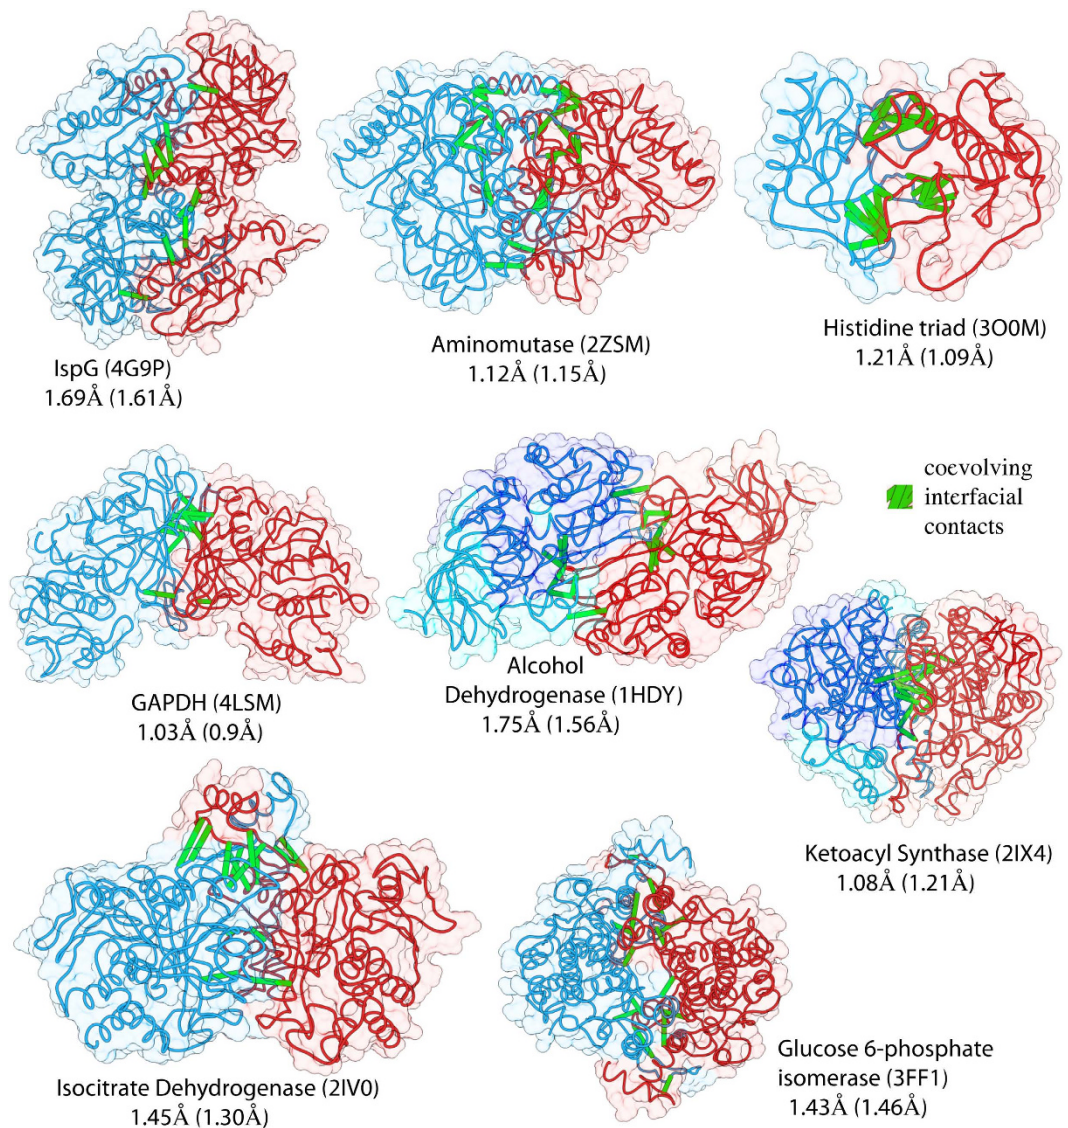 IspG (4G9P)
1.69Å (1.61Å)
Aminomutase (2ZSM)
1.12Å (1.15Å)
Histidine triad (3O0M)
1.21Å (1.09Å)
GAPDH (4LSM)
1.03Å (0.9Å)
Alcohol
Dehydrogenase (1HDY)
1.75Å (1.56Å)
coevolving
interfacial
contacts
Ketoacyl Synthase (2IX4)
1.08Å (1.21Å)
Isocitrate Dehydrogenase (2IV0)
1.45Å (1.30Å)
Glucose 6-phosphate
isomerase (3FF1)
1.43Å (1.46Å)